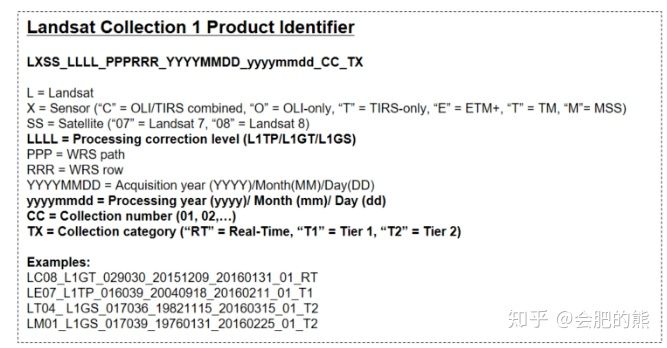 Landsat Collection 1 Product Identifier
LXSS_LLLL_PPPRRR_YYYYMMDD_yyyymmdd_CC_TX
L = Landsat
X = Sensor (“C” = OLI/TIRS combined, “O” = OLI-only, “T” = TIRS-only, “E” = ETM+, “T” = TM, “M”= MSS)
SS = Satellite (“07” = Landsat 7, “08” = Landsat 8)
LLLL = Processing correction level (L1TP/L1GT/L1GS)
PPP = WRS path
RRR = WRS row
YYYYMMDD = Acquisition year (YYYY)/Month(MM)/Day(DD)
yyyymmdd = Processing year (yyyy)/ Month (mm)/ Day (dd)
CC = Collection number (01, 02,…)
TX = Collection category (“RT” = Real-Time, “T1” = Tier 1, “T2” = Tier 2)
Examples:
LC08_L1GT_029030_20151209_20160131_01_RT
LE07_L1TP_016039_20040918_20160211_01_T1
LT04_L1GS_017036_19821115_20160315_01_T2
LM01_L1GS_017039_19760131_20160225_01_T2
知乎 @会肥的熊